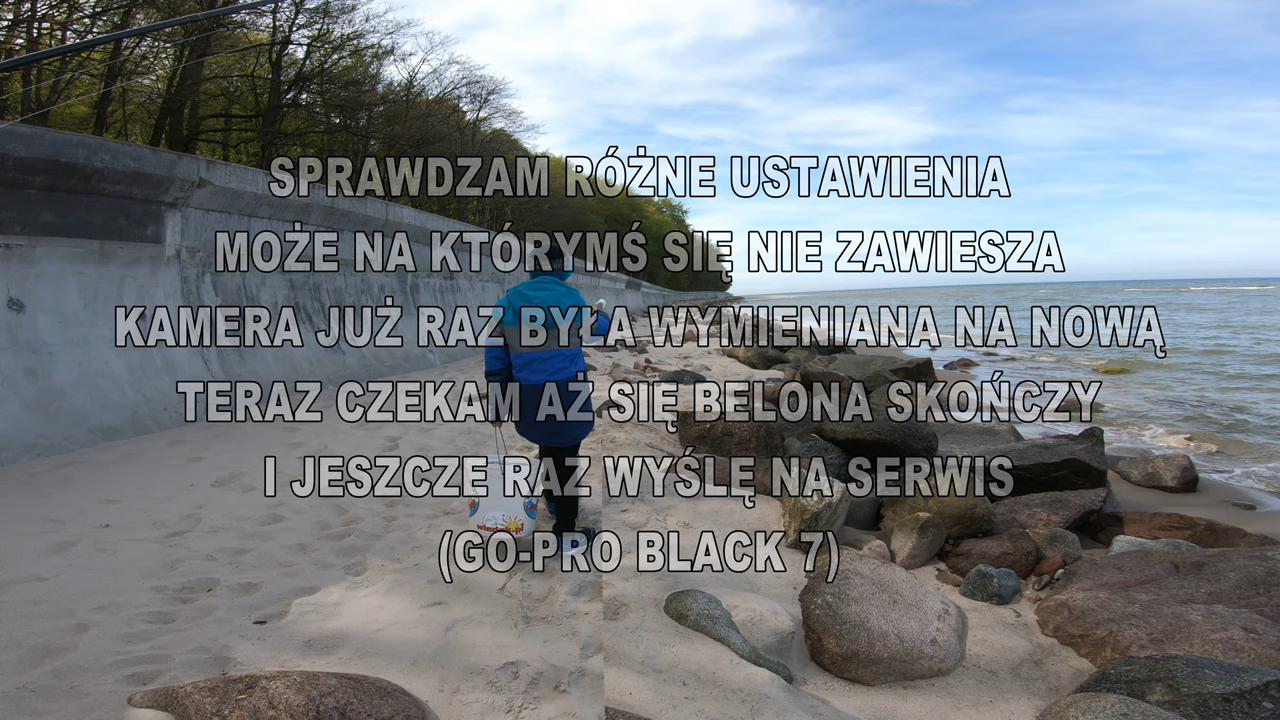 SPRAWDZAM RÓŻNE USTAWIENIA
MOŻE NA KTÓRYMŚ SIĘ NIE ZAWIESZA
KAMERA JUŻ RAZ BYŁA WYMIENIANA NA NOWĄ
TERAZ CZEKAM AŻ SIĘ BELONA SKOŃCZY
I JESZCZE RAZ WYŚLĘ NA SERWIS
(GO-PRO BLACK 7)